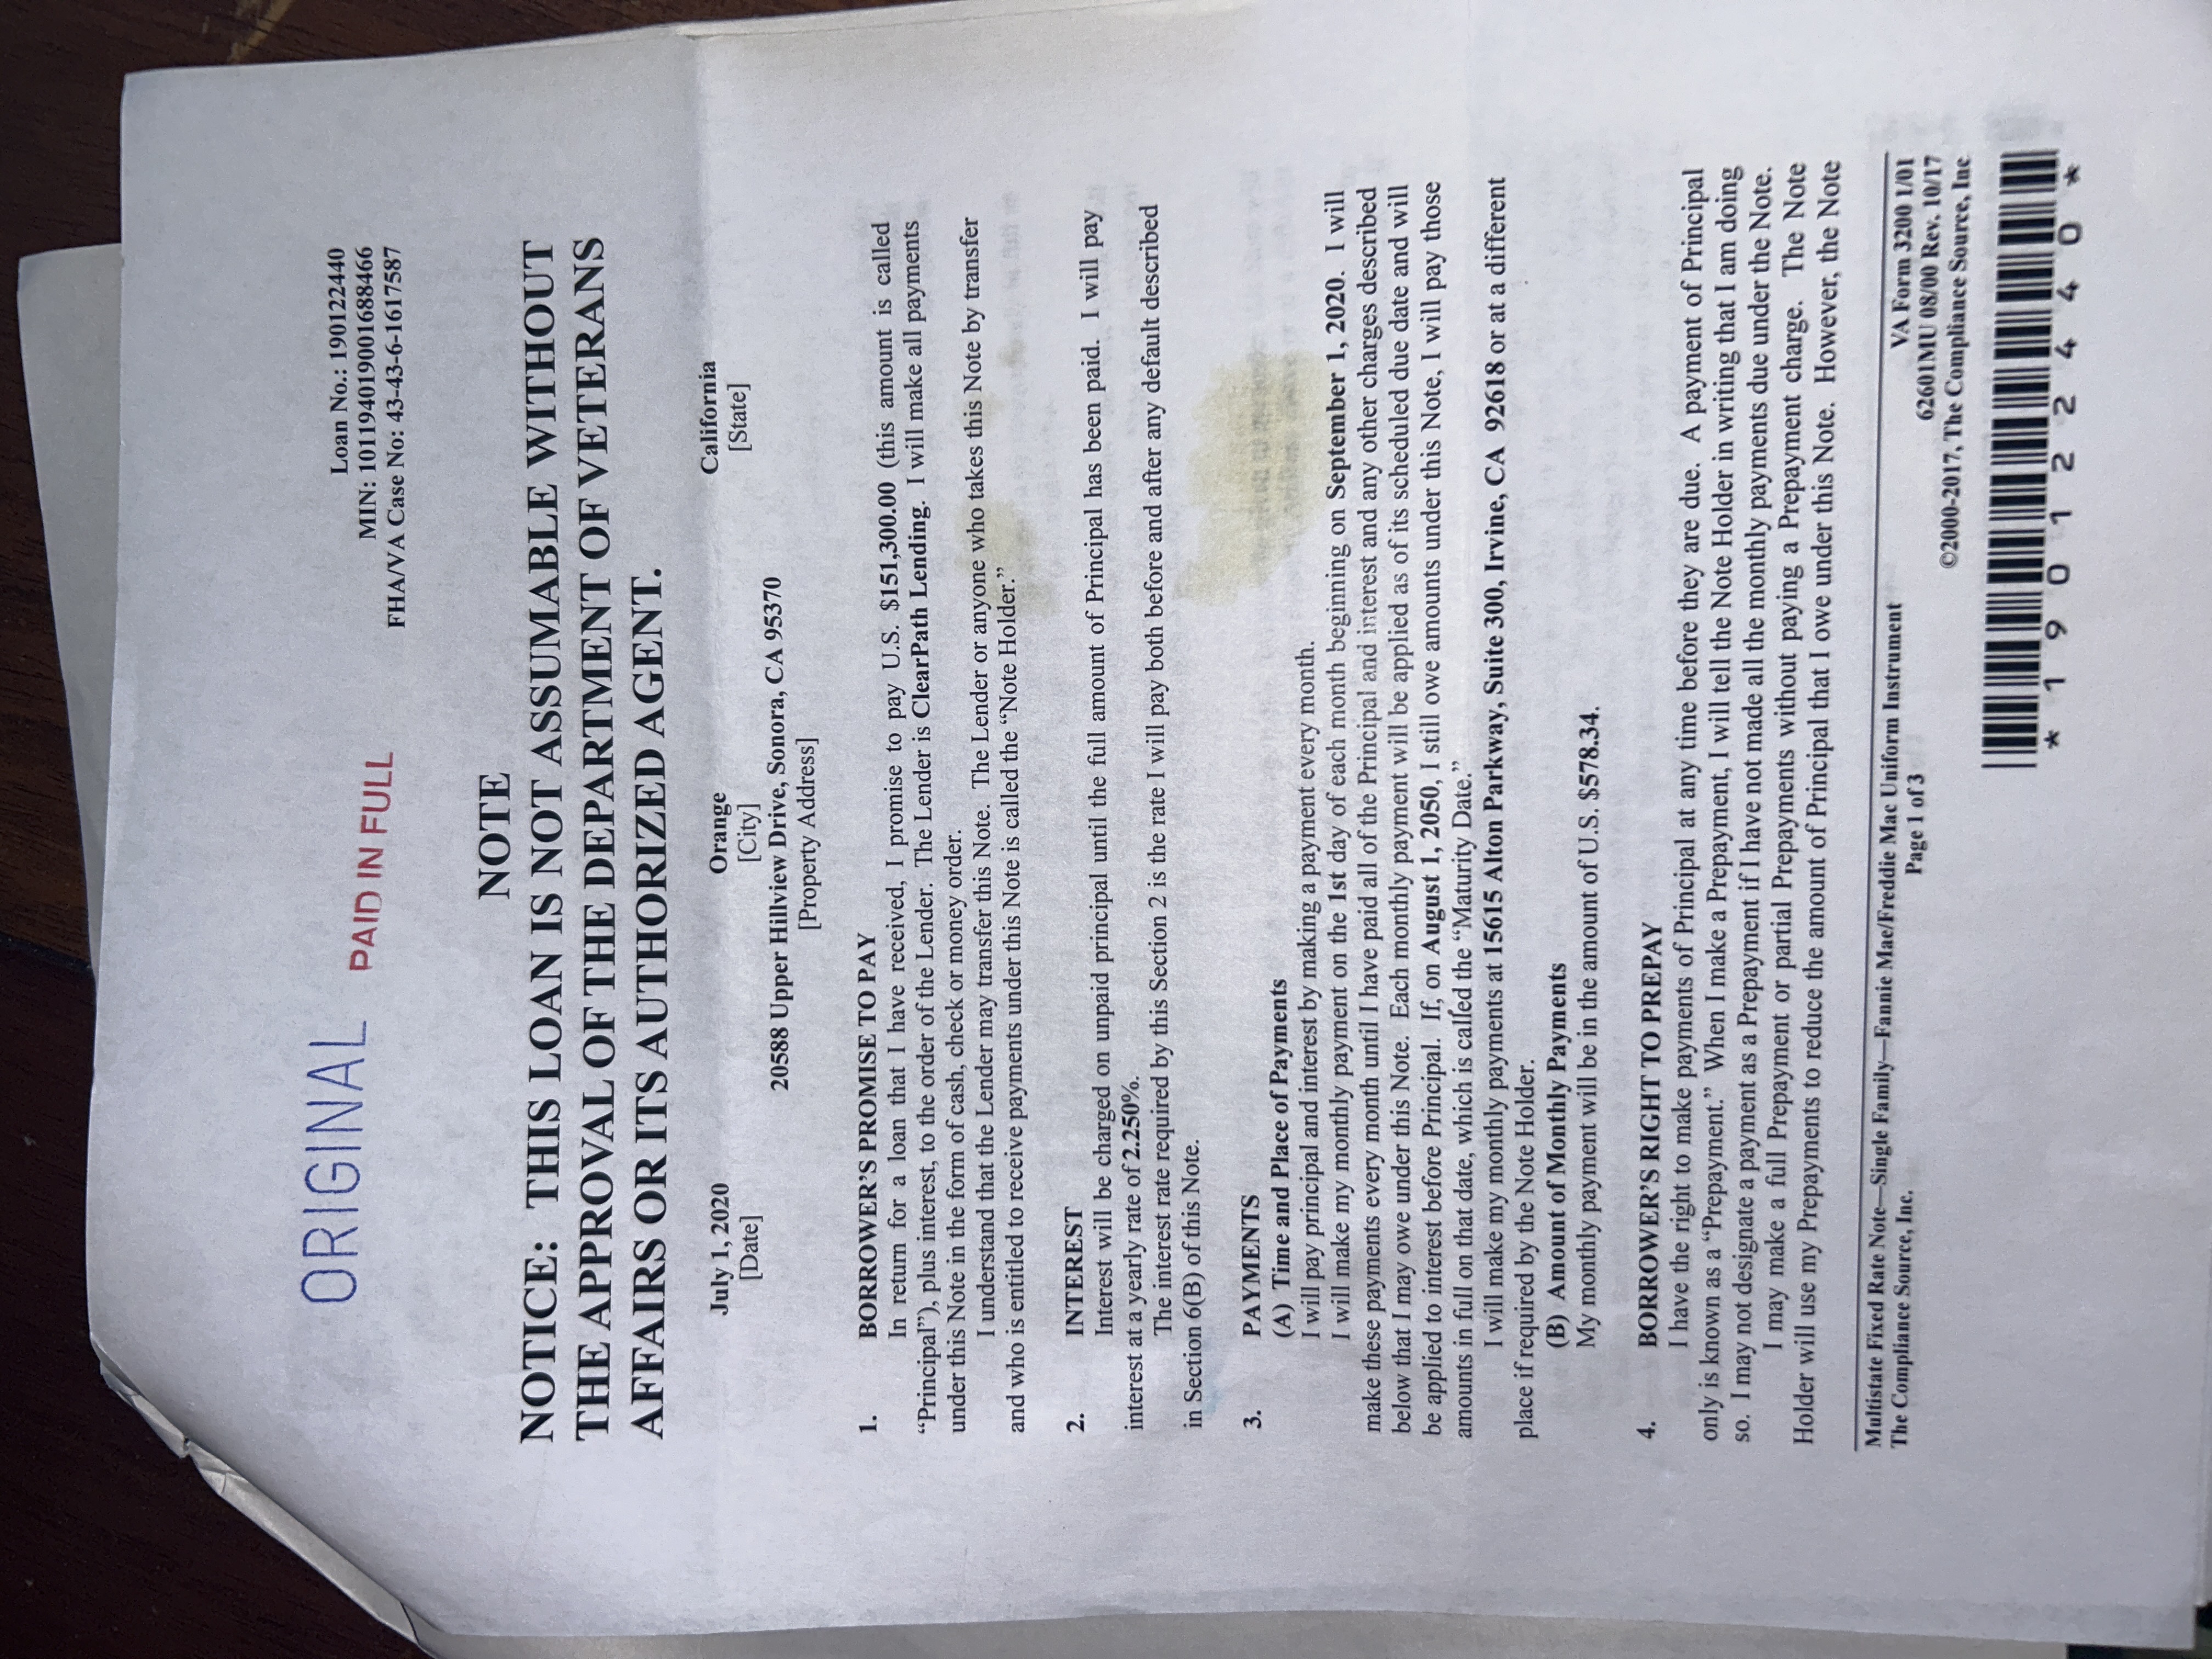 ORIGINAL
PAID IN FULL
Loan No.: 190122440
MIN: 101194019001688466
FHA/VA Case No: 43-43-6-1617587
NOTE
NOTICE: THIS LOAN IS NOT ASSUMABLE WITHOUT
THE APPROVAL OF THE DEPARTMENT OF VETERANS
AFFAIRS OR ITS AUTHORIZED AGENT.
July 1, 2020 Orange California
[Date] [City] [State]
20588 Upper Hillview Drive, Sonora, CA 95370
[Property Address]
1. BORROWER’S PROMISE TO PAY
In return for a loan that I have received, I promise to pay U.S. $151,300.00 (this amount is called
“Principal”), plus interest, to the order of the Lender. The Lender is ClearPath Lending. I will make all payments
under this Note in the form of cash, check or money order.
I understand that the Lender may transfer this Note. The Lender or anyone who takes this Note by transfer
and who is entitled to receive payments under this Note is called the “Note Holder.”
2. INTEREST
Interest will be charged on unpaid principal until the full amount of Principal has been paid. I will pay
interest at a yearly rate of 2.250%.
The interest rate required by this Section 2 is the rate I will pay both before and after any default described
in Section 6(B) of this Note.
3. PAYMENTS
(A) Time and Place of Payments
I will pay principal and interest by making a payment every month.
I will make my monthly payment on the 1st day of each month beginning on September 1, 2020. I will
make these payments every month until I have paid all of the Principal and interest and any other charges described
below that I may owe under this Note. Each monthly payment will be applied as of its scheduled due date and will
be applied to interest before Principal. If, on August 1, 2050, I still owe amounts under this Note, I will pay those
amounts in full on that date, which is called the “Maturity Date.”
I will make my monthly payments at 15615 Alton Parkway, Suite 300, Irvine, CA 92618 or at a different
place if required by the Note Holder.
(B) Amount of Monthly Payments
My monthly payment will be in the amount of U.S. $578.34.
4. BORROWER’S RIGHT TO PREPAY
I have the right to make payments of Principal at any time before they are due. A payment of Principal
only is known as a “Prepayment.” When I make a Prepayment, I will tell the Note Holder in writing that I am doing
so. I may not designate a payment as a Prepayment if I have not made all the monthly payments due under the Note.
I may make a full Prepayment or partial Prepayments without paying a Prepayment charge. The Note
Holder will use my Prepayments to reduce the amount of Principal that I owe under this Note. However, the Note
Multistate Fixed Rate Note—Single Family—Fannie Mae/Freddie Mac Uniform Instrument
The Compliance Source, Inc.
Page 1 of 3
VA Form 3200 1/01
62601MU 08/00 Rev. 10/17
©2000-2017, The Compliance Source, Inc
* 1 9 0 1 2 2 4 4 0 *